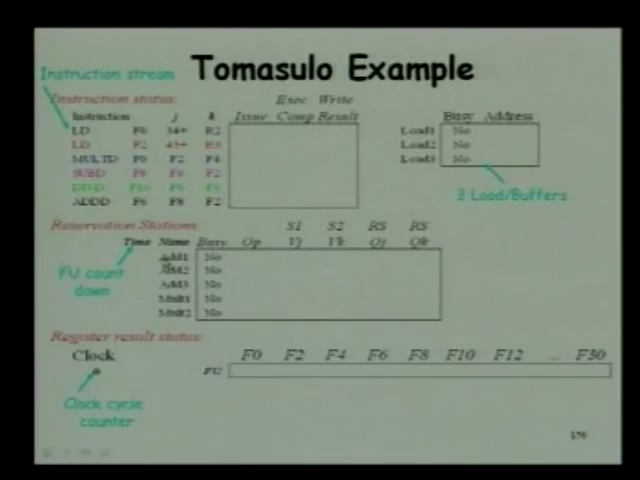 Tomasulo Example
Instruction stream
Instruction status: Exec Write
Instruction j k Issue Comp Result Busy Address
LD F6 34+ R2 Load1 No
LD F2 45+ R3 Load2 No
MULTD F0 F2 F4 Load3 No
SUBD F8 F6 F2
DIVD F10
ADDD F6 F8 F2
3 Load/Buffers
Reservation Stations: S1 S2 RS RS
Time Name Busy Op Vj Vk Qj Qk
Add1 No
Add2 No
Add3 No
Mult1 No
Mult2 No
FU count
down
Register result status:
Clock F0 F2 F4 F6 F8 F10 F12 ... F30
FU
Clock cycle
counter